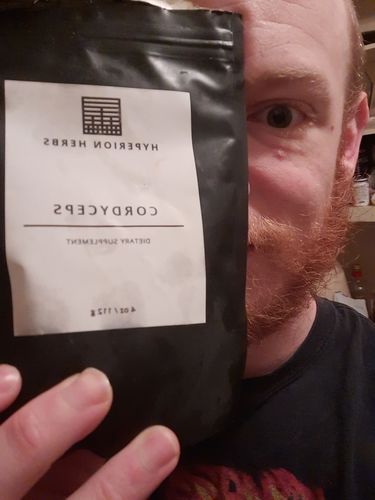 HYPERION HERBS
CORDYCEPS
DIETARY SUPPLEMENT
4 oz / 112 g